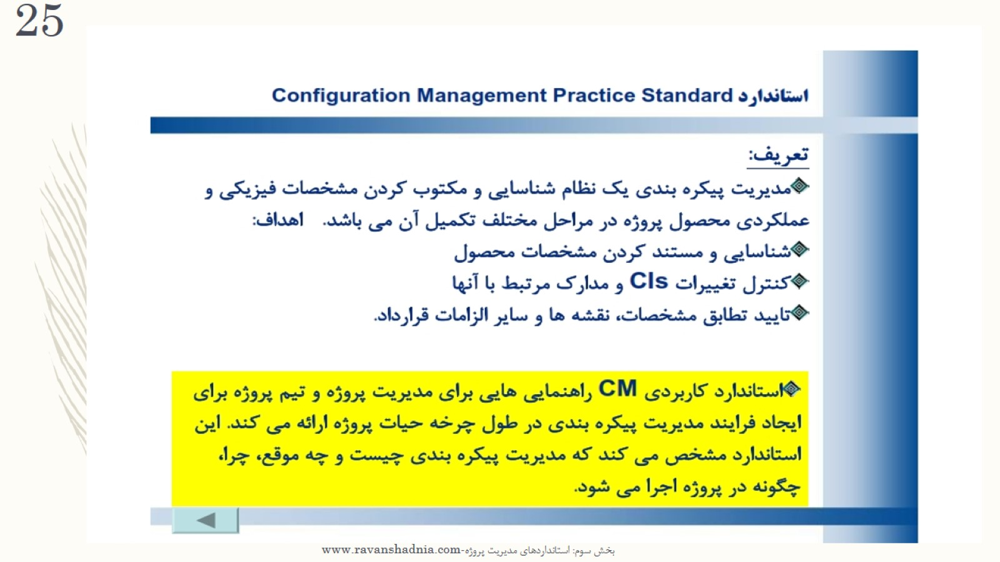 25
استاندارد Configuration Management Practice Standard
تعریف:
مدیریت پیکره بندی یک نظام شناسایی و مکتوب کردن مشخصات فیزیکی و
عملکردی محصول پروژه در مراحل مختلف تکمیل آن می باشد. اهداف:
شناسایی و مستند کردن مشخصات محصول
کنترل تغییرات CIs و مدارک مرتبط با آنها
تایید تطابق مشخصات، نقشه ها و سایر الزامات قرارداد.
استاندارد کاربردی CM راهنمایی هایی برای مدیریت پروژه و تیم پروژه برای
ایجاد فرایند مدیریت پیکره بندی در طول چرخه حیات پروژه ارائه می کند. این
استاندارد مشخص می کند که مدیریت پیکره بندی چیست و چه موقع، چرا،
چگونه در پروژه اجرا می شود.
بخش سوم: استانداردهای مدیریت پروژه-www.ravanshadnia.com